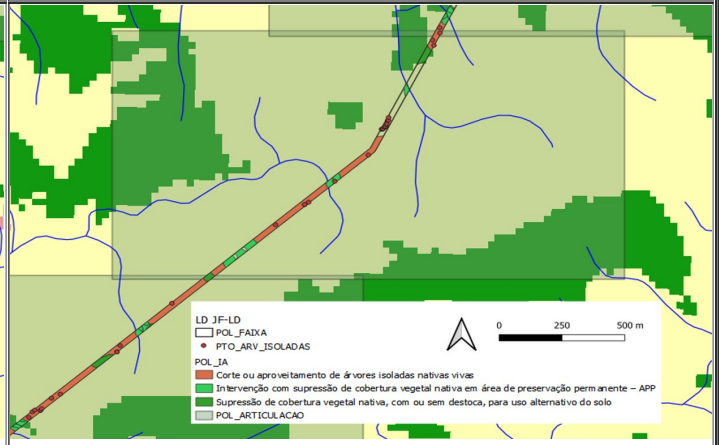 LD JF-LD
POL_FAIXA
PTO_ARV_ISOLADAS
POL_IA
Corte ou aproveitamento de árvores isoladas nativas vivas
Intervenção com supressão de cobertura vegetal nativa em área de preservação permanente – APP
Supressão de cobertura vegetal nativa, com ou sem destoca, para uso alternativo do solo
POL_ARTICULACAO
0 250 500 m